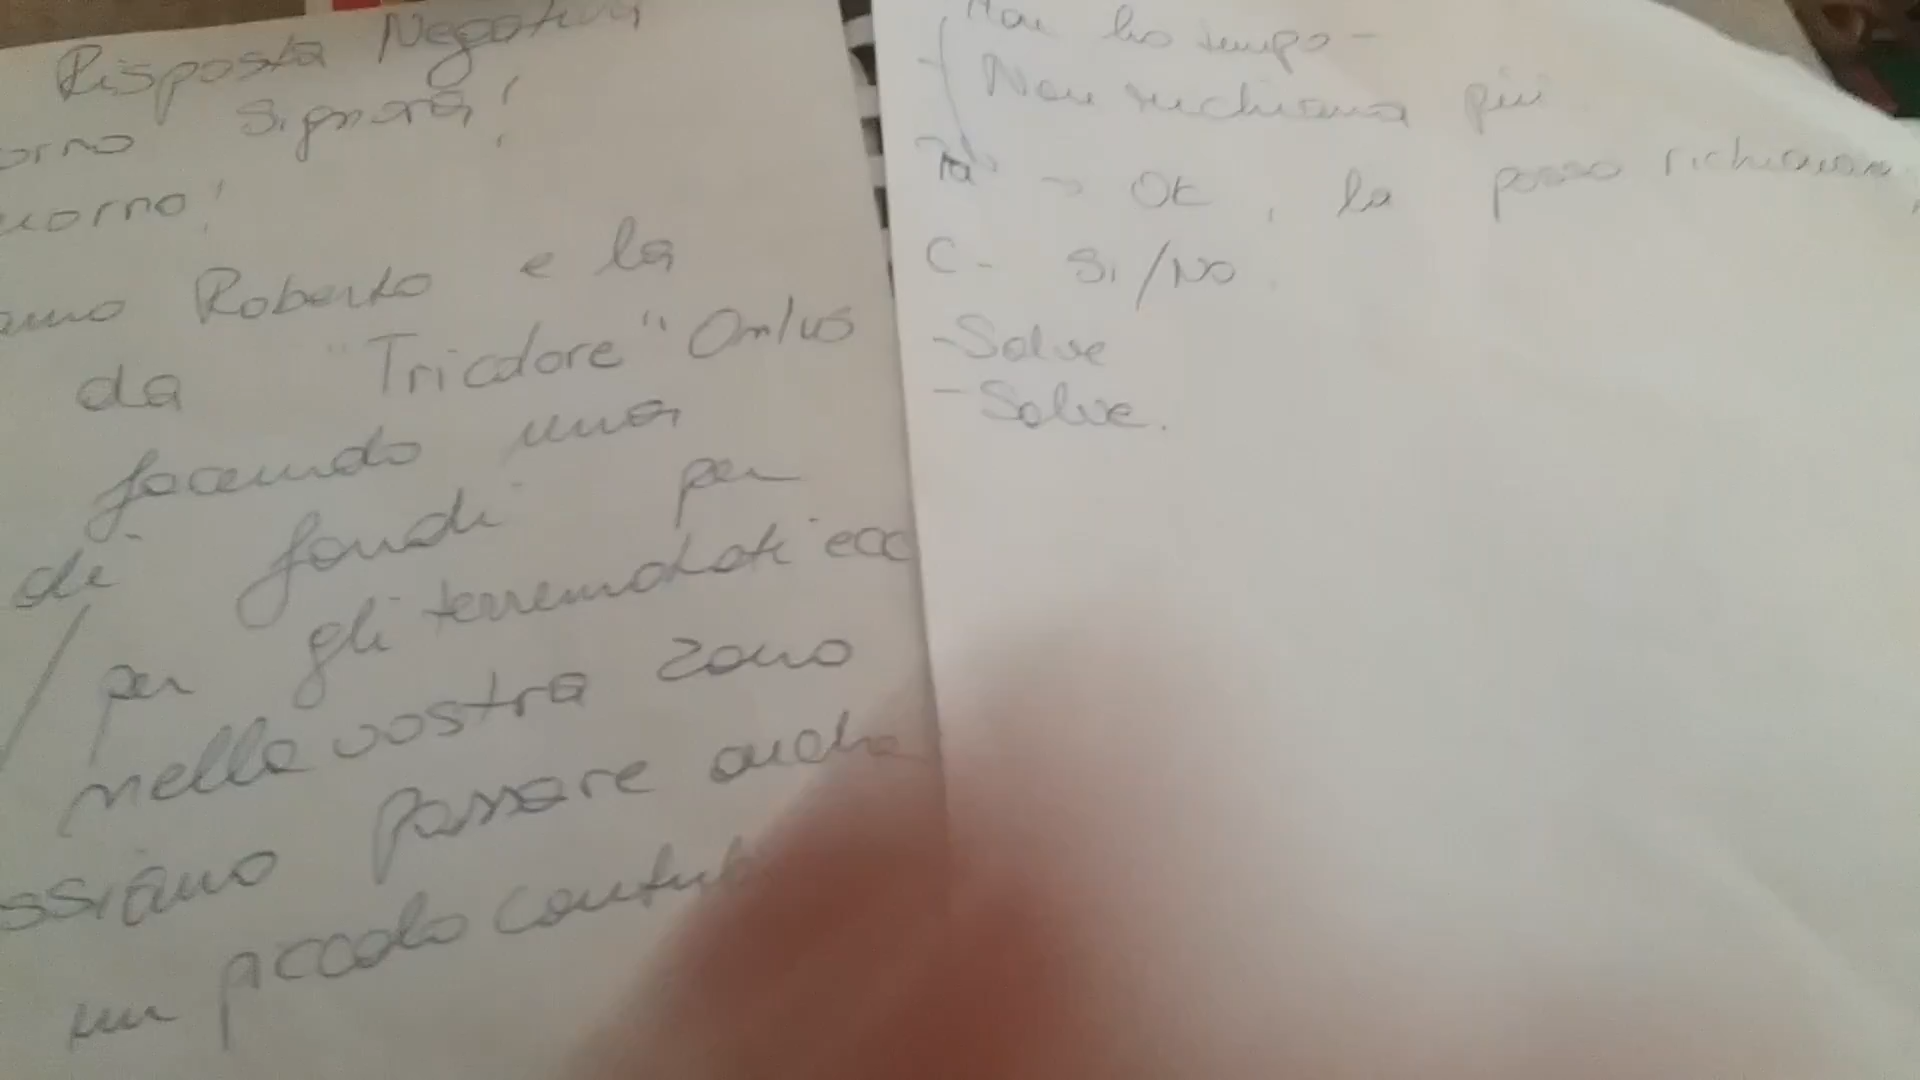 Risposta Negativa
orno Signora!
uorno!
amo Roberto e la
da "Tricolore" Onlus
facendo una
di fondi per
per gli terremotati ecc
nella vostra zona
ssiamo passare anche
un piccolo contrib
Non ho tempo -
- Non richiama più
→ Ok, la posso richiamare
C- Si/No.
- Salve
- Salve.